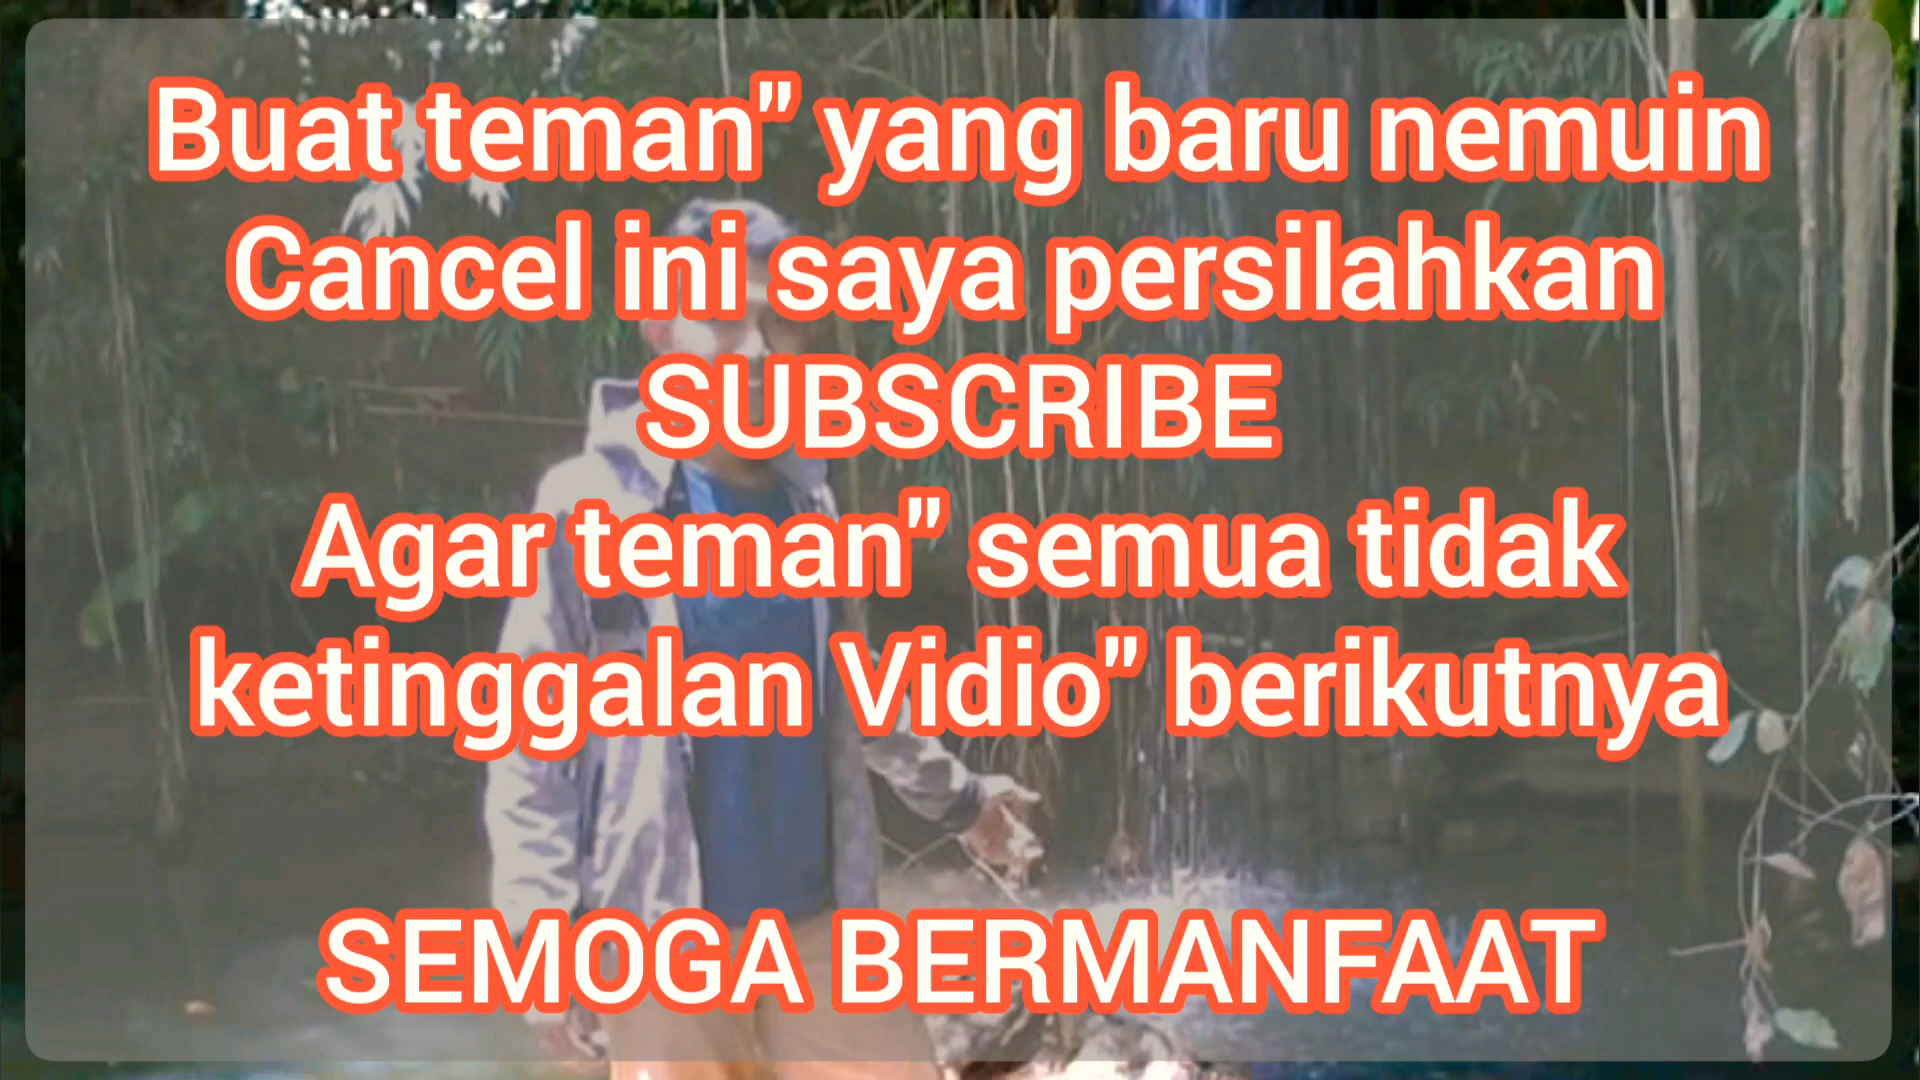 Buat teman" yang baru nemuin
Cancel ini saya persilahkan
SUBSCRIBE
Agar teman" semua tidak
ketinggalan Vidio" berikutnya
SEMOGA BERMANFAAT